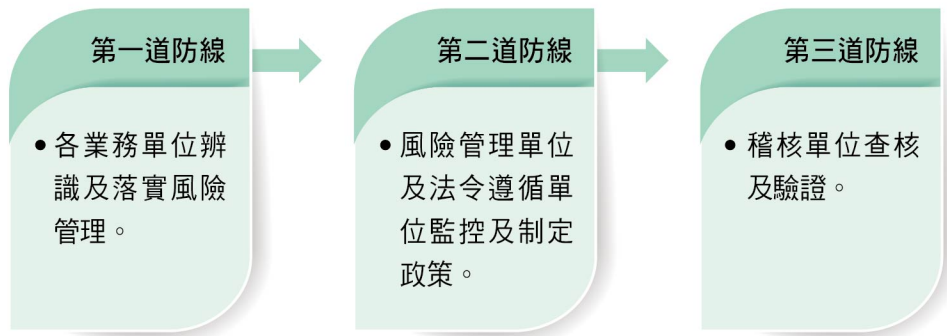 第一道防線
• 各業務單位辨
識及落實風險
管理。
第二道防線
• 風險管理單位
及法令遵循單
位監控及制定
政策。
第三道防線
• 稽核單位查核
及驗證。